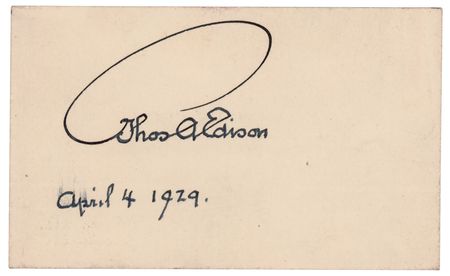 Thos A Edison
April 4 1929.